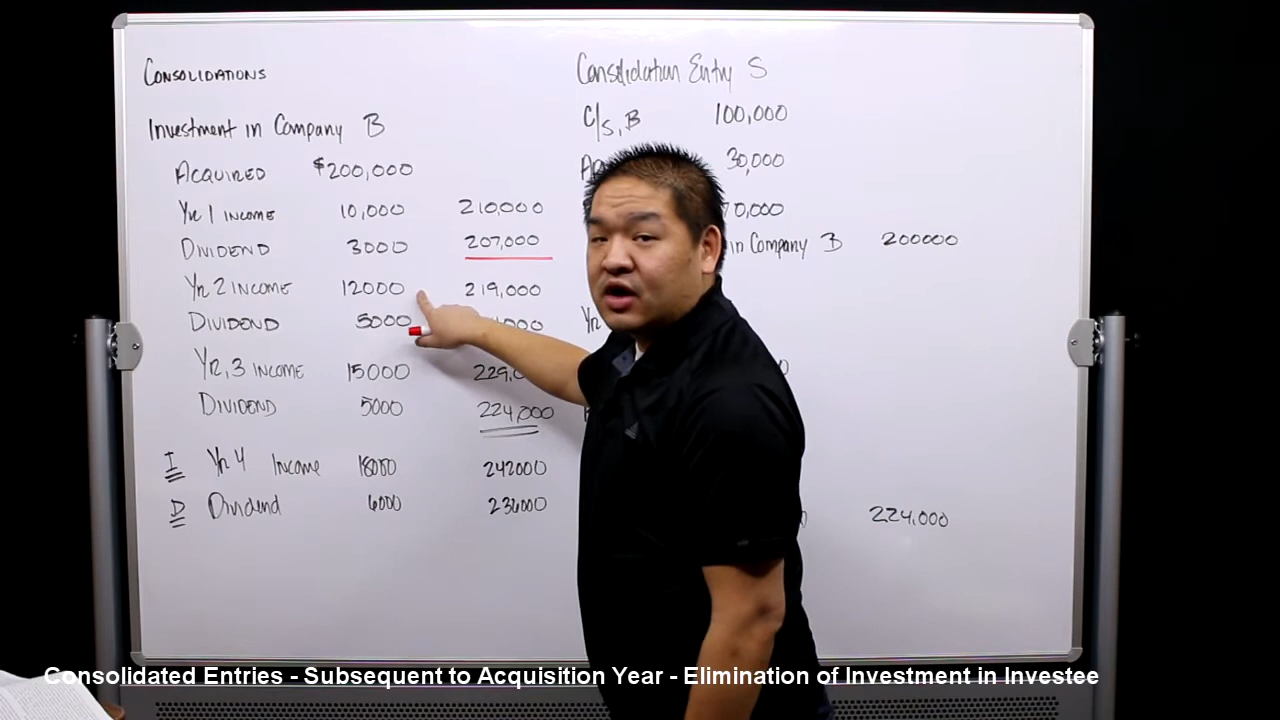 CONSOLIDATIONS
Investment in Company B
ACQUIRED $200,000
Yr 1 INCOME 10,000 210,000
DIVIDEND 3000 207,000
Yr 2 INCOME 12000 219,000
DIVIDEND 5000
Yr, 3 INCOME 15000
DIVIDEND 5000 224,000
I Yr 4 Income 18000 242000
D Dividend 6000 236000
Consolidation Entry S
C/S, B 100,000
30,000
70,000
in Company B 200000
224,000
Consolidated Entries - Subsequent to Acquisition Year - Elimination of Investment in Investee